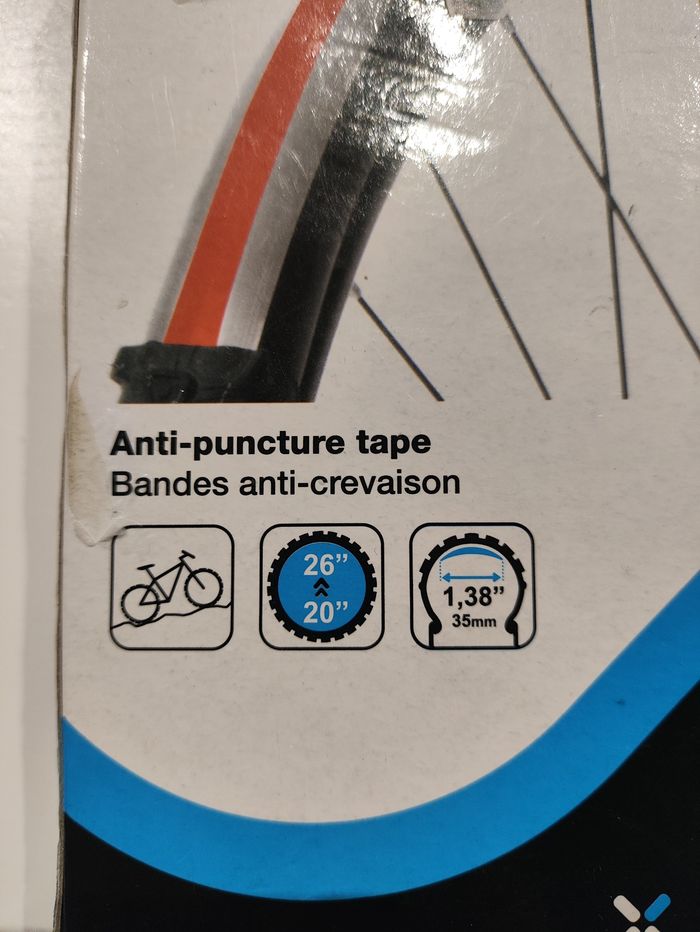 Anti-puncture tape
Bandes anti-crevaison
26”
20”
1,38”
35mm